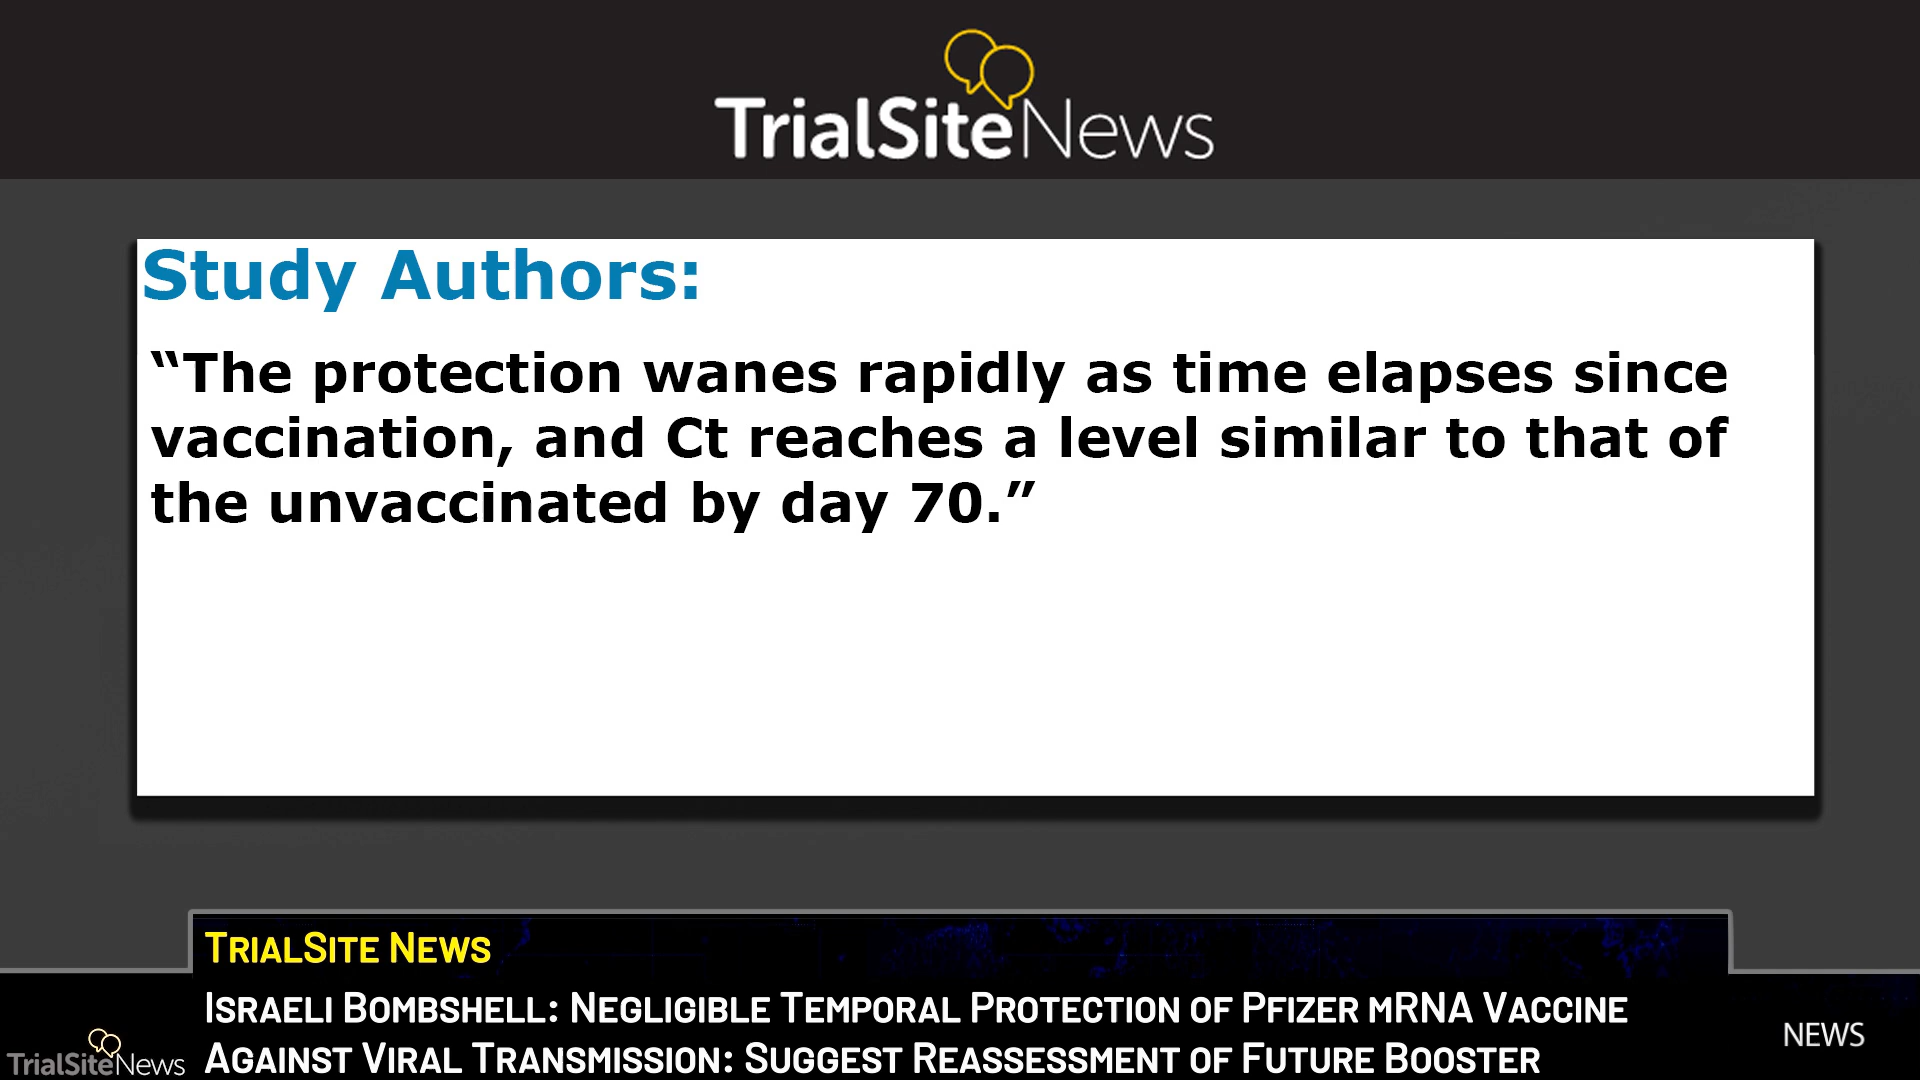 TrialSiteNews
Study Authors:
“The protection wanes rapidly as time elapses since
vaccination, and Ct reaches a level similar to that of
the unvaccinated by day 70.”
TrialSite News
Israeli Bombshell: Negligible Temporal Protection of Pfizer mRNA Vaccine
Against Viral Transmission: Suggest Reassessment of Future Booster
TrialSiteNews
NEWS